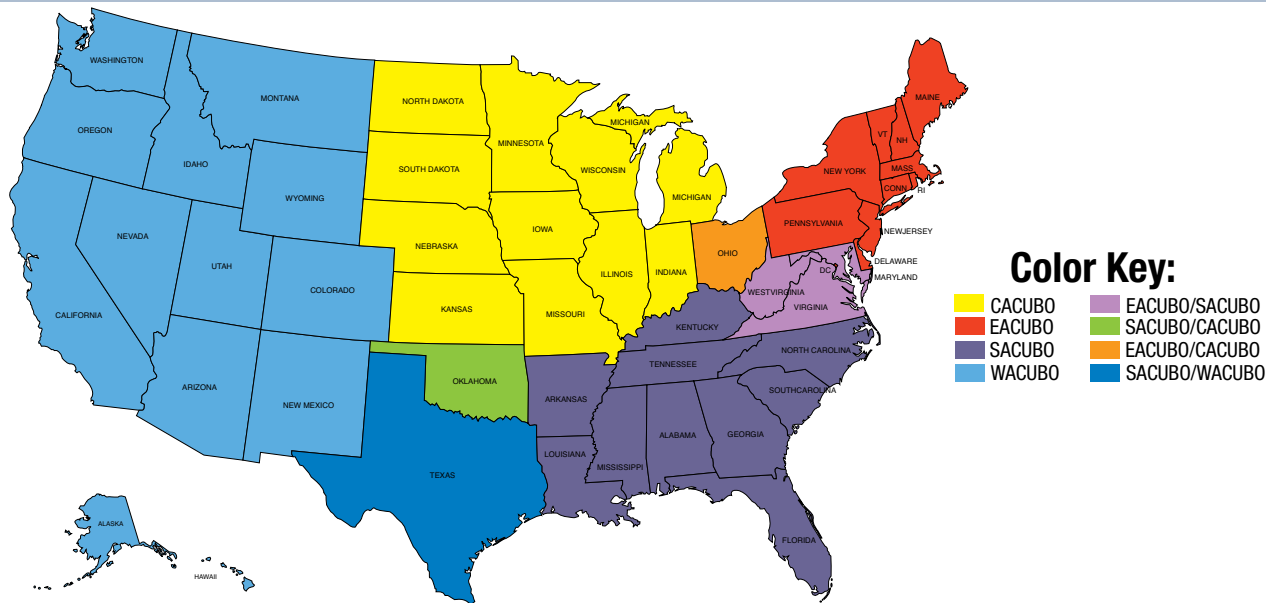 WASHINGTON
MONTANA
OREGON
IDAHO
WYOMING
NEVADA
UTAH
COLORADO
CALIFORNIA
ARIZONA
NEW MEXICO
ALASKA
HAWAII
NORTH DAKOTA
SOUTH DAKOTA
NEBRASKA
KANSAS
MINNESOTA
IOWA
MISSOURI
WISCONSIN
MICHIGAN
MICHIGAN
ILLINOIS
INDIANA
OHIO
OKLAHOMA
TEXAS
ARKANSAS
LOUISIANA
MISSISSIPPI
ALABAMA
GEORGIA
FLORIDA
TENNESSEE
KENTUCKY
NORTH CAROLINA
SOUTHCAROLINA
WESTVIRGINIA
VIRGINIA
DC
MARYLAND
DELAWARE
NEWJERSEY
PENNSYLVANIA
NEW YORK
CONN
RI
MASS
VT
NH
MAINE
Color Key:
CACUBO
EACUBO
SACUBO
WACUBO
EACUBO/SACUBO
SACUBO/CACUBO
EACUBO/CACUBO
SACUBO/WACUBO